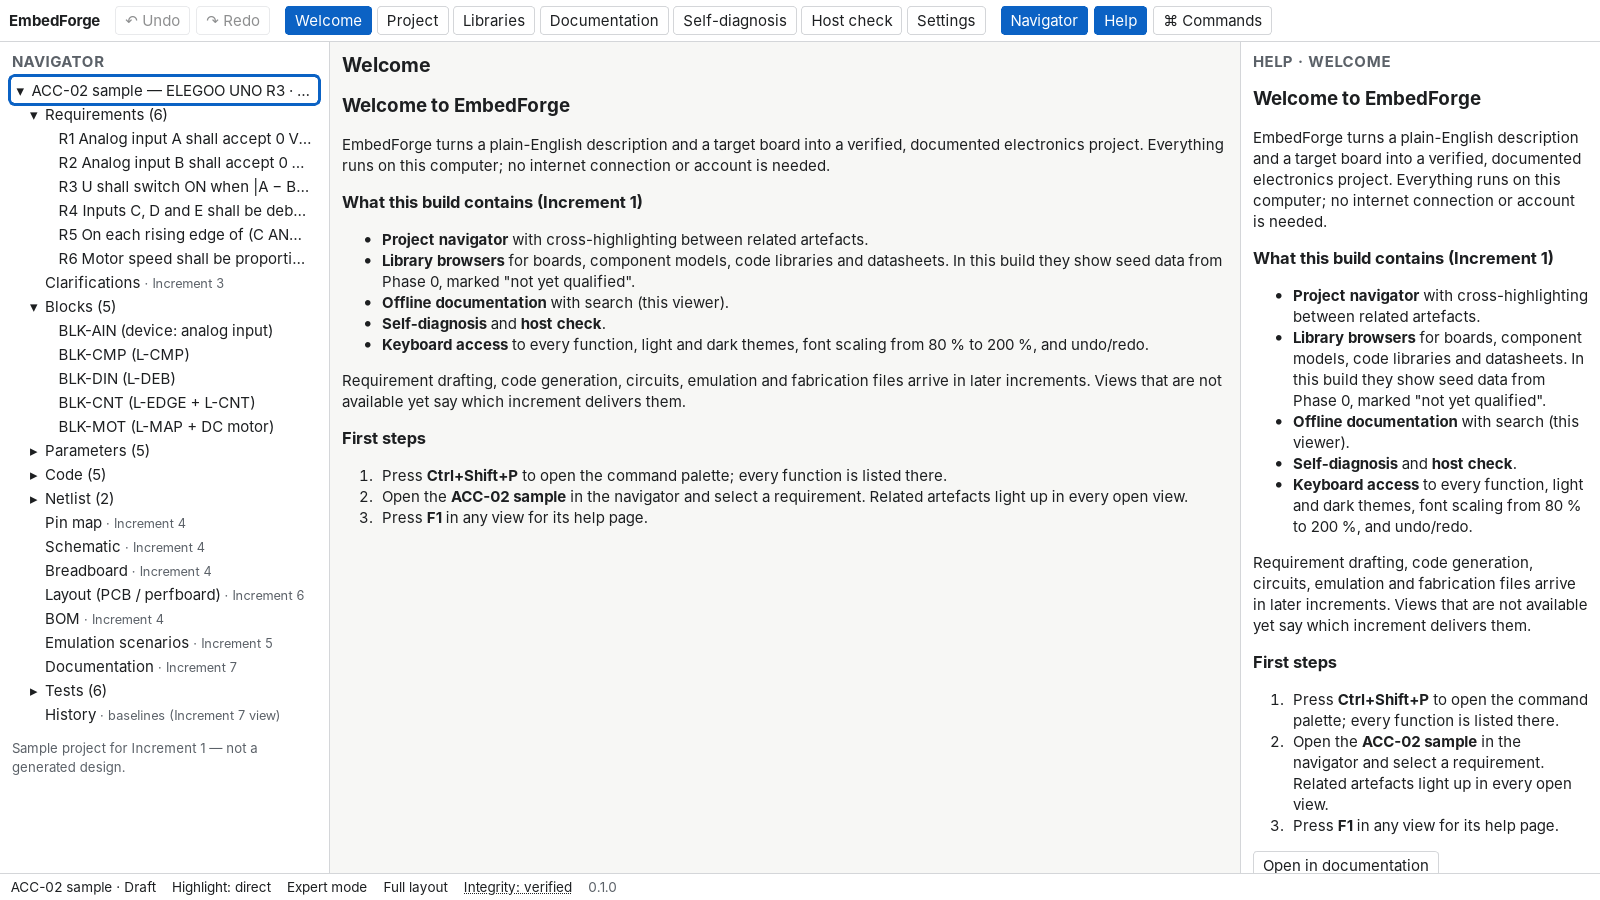 EmbedForge
↶ Undo
↷ Redo
Welcome
Project
Libraries
Documentation
Self-diagnosis
Host check
Settings
Navigator
Help
⌘ Commands
NAVIGATOR
▾ ACC-02 sample — ELEGOO UNO R3 · ...
▾ Requirements (6)
R1 Analog input A shall accept 0 V...
R2 Analog input B shall accept 0 ...
R3 U shall switch ON when |A − B...
R4 Inputs C, D and E shall be deb...
R5 On each rising edge of (C AN...
R6 Motor speed shall be proporti...
Clarifications · Increment 3
▾ Blocks (5)
BLK-AIN (device: analog input)
BLK-CMP (L-CMP)
BLK-DIN (L-DEB)
BLK-CNT (L-EDGE + L-CNT)
BLK-MOT (L-MAP + DC motor)
▸ Parameters (5)
▸ Code (5)
▸ Netlist (2)
Pin map · Increment 4
Schematic · Increment 4
Breadboard · Increment 4
Layout (PCB / perfboard) · Increment 6
BOM · Increment 4
Emulation scenarios · Increment 5
Documentation · Increment 7
▸ Tests (6)
History · baselines (Increment 7 view)
Sample project for Increment 1 — not a
generated design.
Welcome
Welcome to EmbedForge
EmbedForge turns a plain-English description and a target board into a verified, documented electronics project. Everything
runs on this computer; no internet connection or account is needed.
What this build contains (Increment 1)
• Project navigator with cross-highlighting between related artefacts.
• Library browsers for boards, component models, code libraries and datasheets. In this build they show seed data from
Phase 0, marked "not yet qualified".
• Offline documentation with search (this viewer).
• Self-diagnosis and host check.
• Keyboard access to every function, light and dark themes, font scaling from 80 % to 200 %, and undo/redo.
Requirement drafting, code generation, circuits, emulation and fabrication files arrive in later increments. Views that are not
available yet say which increment delivers them.
First steps
1. Press Ctrl+Shift+P to open the command palette; every function is listed there.
2. Open the ACC-02 sample in the navigator and select a requirement. Related artefacts light up in every open view.
3. Press F1 in any view for its help page.
HELP · WELCOME
Welcome to EmbedForge
EmbedForge turns a plain-English description
and a target board into a verified, documented
electronics project. Everything runs on this
computer; no internet connection or account
is needed.
What this build contains (Increment 1)
• Project navigator with cross-highlighting
between related artefacts.
• Library browsers for boards, component
models, code libraries and datasheets. In
this build they show seed data from
Phase 0, marked "not yet qualified".
• Offline documentation with search (this
viewer).
• Self-diagnosis and host check.
• Keyboard access to every function, light
and dark themes, font scaling from 80 %
to 200 %, and undo/redo.
Requirement drafting, code generation,
circuits, emulation and fabrication files arrive
in later increments. Views that are not available
yet say which increment delivers them.
First steps
1. Press Ctrl+Shift+P to open the command
palette; every function is listed there.
2. Open the ACC-02 sample in the
navigator and select a requirement.
Related artefacts light up in every open
view.
3. Press F1 in any view for its help page.
Open in documentation
ACC-02 sample · Draft
Highlight: direct
Expert mode
Full layout
Integrity: verified
0.1.0